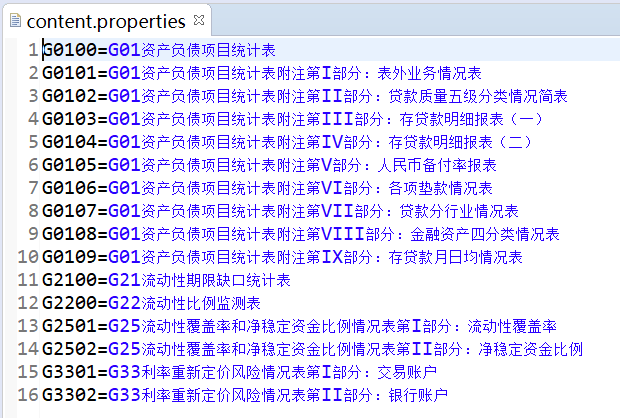 content.properties
1 G0100=G01资产负债项目统计表
2 G0101=G01资产负债项目统计表附注第I部分：表外业务情况表
3 G0102=G01资产负债项目统计表附注第II部分：贷款质量五级分类情况简表
4 G0103=G01资产负债项目统计表附注第III部分：存贷款明细报表（一）
5 G0104=G01资产负债项目统计表附注第IV部分：存贷款明细报表（二）
6 G0105=G01资产负债项目统计表附注第V部分：人民币备付率报表
7 G0106=G01资产负债项目统计表附注第VI部分：各项垫款情况表
8 G0107=G01资产负债项目统计表附注第VII部分：贷款分行业情况表
9 G0108=G01资产负债项目统计表附注第VIII部分：金融资产四分类情况表
10 G0109=G01资产负债项目统计表附注第IX部分：存贷款月日均情况表
11 G2100=G21流动性期限缺口统计表
12 G2200=G22流动性比例监测表
13 G2501=G25流动性覆盖率和净稳定资金比例情况表第I部分：流动性覆盖率
14 G2502=G25流动性覆盖率和净稳定资金比例情况表第II部分：净稳定资金比例
15 G3301=G33利率重新定价风险情况表第I部分：交易账户
16 G3302=G33利率重新定价风险情况表第II部分：银行账户